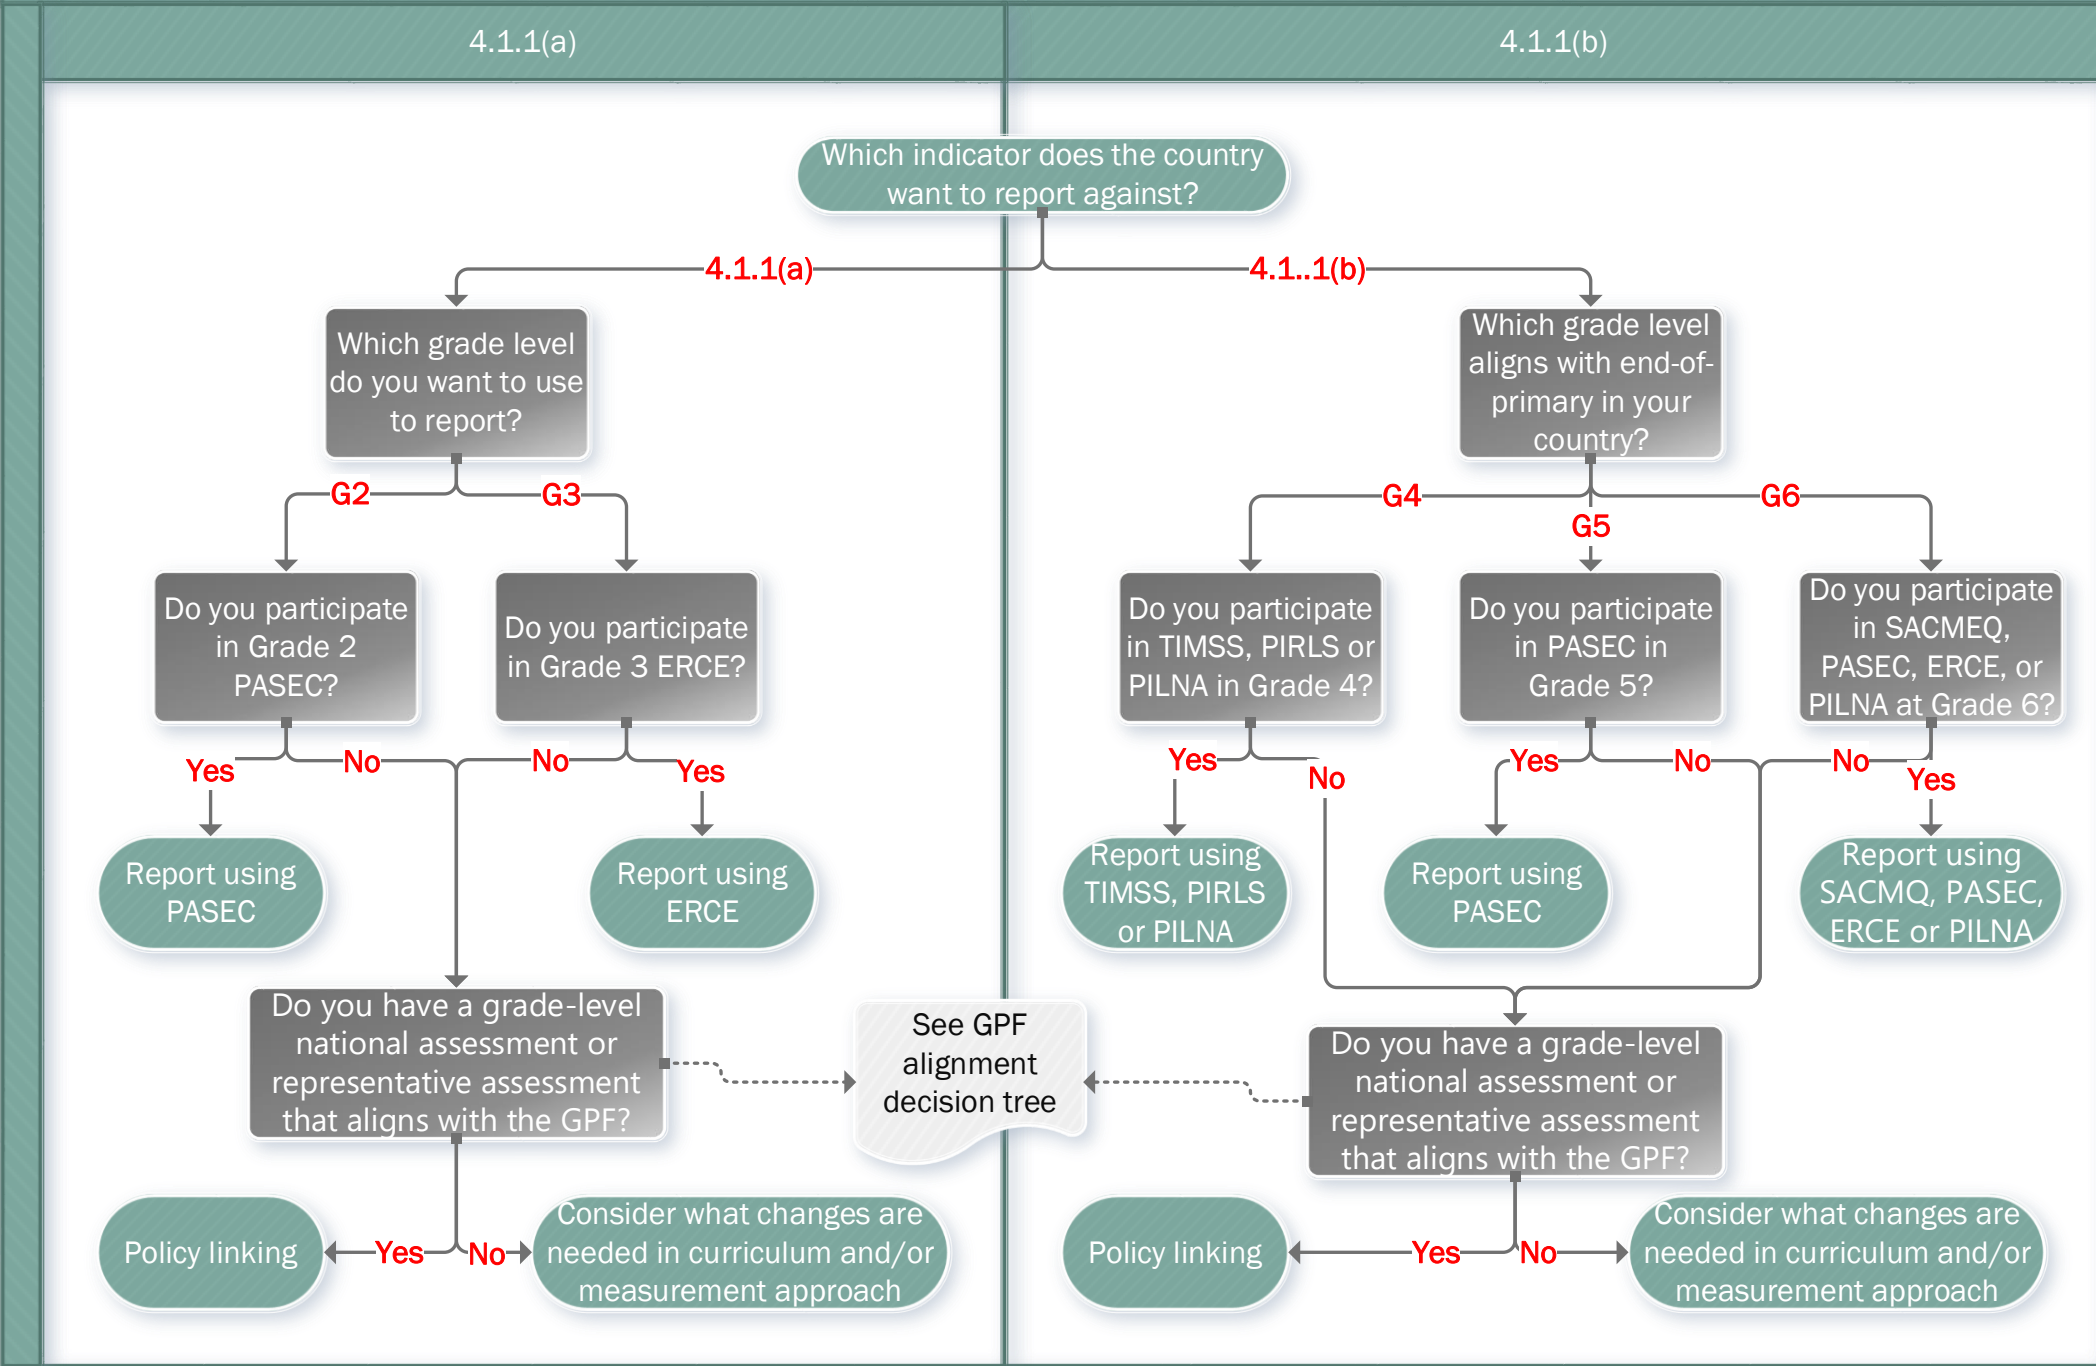 4.1.1(a)
4.1.1(b)
Which indicator does the country
want to report against?
4.1.1(a)
4.1..1(b)
Which grade level
do you want to use
to report?
Which grade level
aligns with end-of-
primary in your
country?
G2
G3
G4
G5
G6
Do you participate
in Grade 2
PASEC?
Do you participate
in Grade 3 ERCE?
Do you participate
in TIMSS, PIRLS or
PILNA in Grade 4?
Do you participate
in PASEC in
Grade 5?
Do you participate
in SACMEQ,
PASEC, ERCE, or
PILNA at Grade 6?
Yes
No
No
Yes
Yes
No
Yes
No
No
Yes
Report using
PASEC
Report using
ERCE
Report using
TIMSS, PIRLS
or PILNA
Report using
PASEC
Report using
SACMQ, PASEC,
ERCE or PILNA
Do you have a grade-level
national assessment or
representative assessment
that aligns with the GPF?
See GPF
alignment
decision tree
Do you have a grade-level
national assessment or
representative assessment
that aligns with the GPF?
Policy linking
Yes
No
Consider what changes are
needed in curriculum and/or
measurement approach
Policy linking
Yes
No
Consider what changes are
needed in curriculum and/or
measurement approach